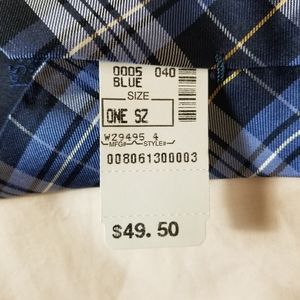 0005 040
BLUE
SIZE
ONE SZ
W29495 4
MFG# STYLE#
008061300003
$49.50